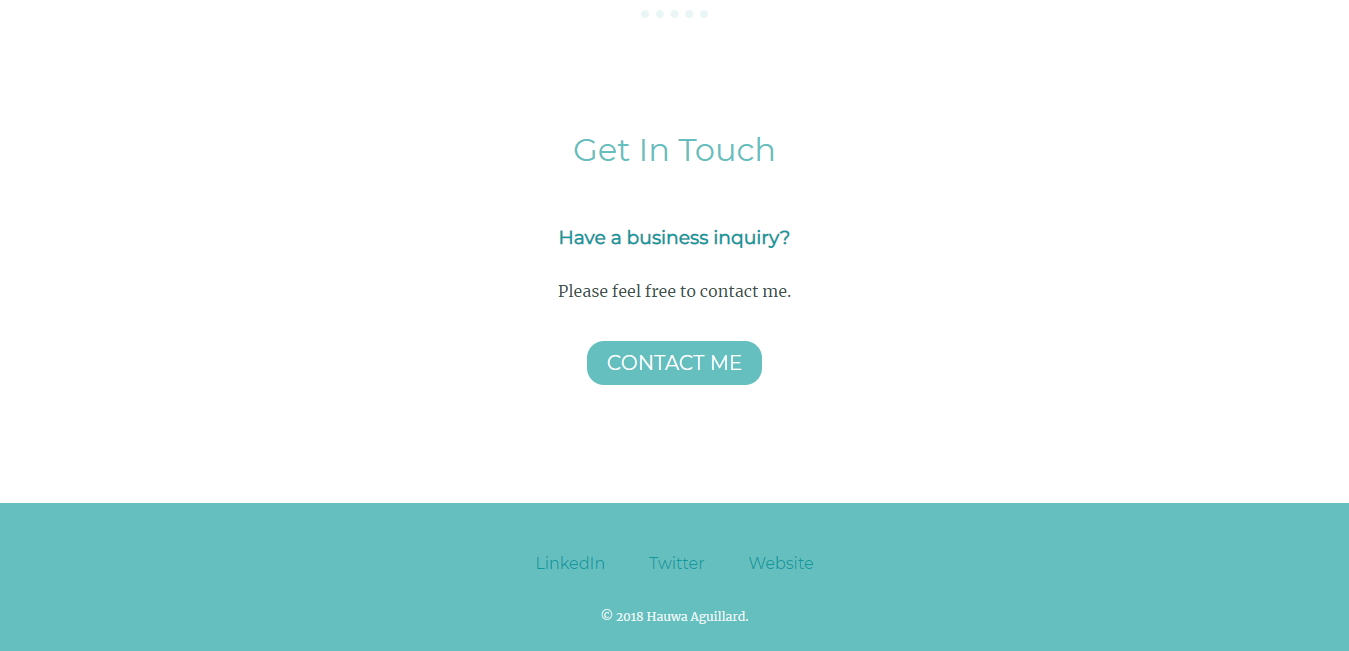 Get In Touch
Have a business inquiry?
Please feel free to contact me.
CONTACT ME
LinkedIn Twitter Website
© 2018 Hauwa Aguillard.